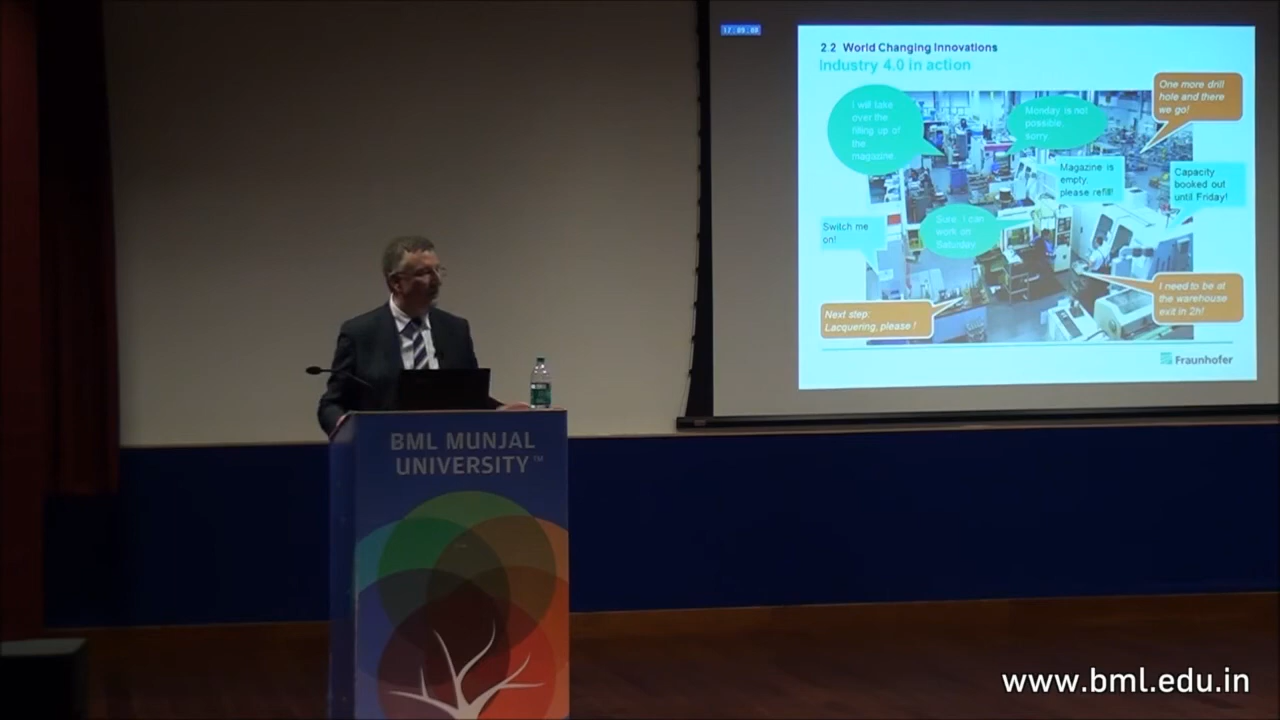 2.2 World Changing Innovations
Industry 4.0 in action
I will take
over the
filling up of
the
magazine.
Monday is not
possible,
sorry.
One more drill
hole and there
we go!
Magazine is
empty,
please refill!
Capacity
booked out
until Friday!
Switch me
on!
Sure, I can
work on
Saturday
Next step:
Lacquering, please !
I need to be at
the warehouse
exit in 2h!
Fraunhofer
BML MUNJAL
UNIVERSITY™
www.bml.edu.in